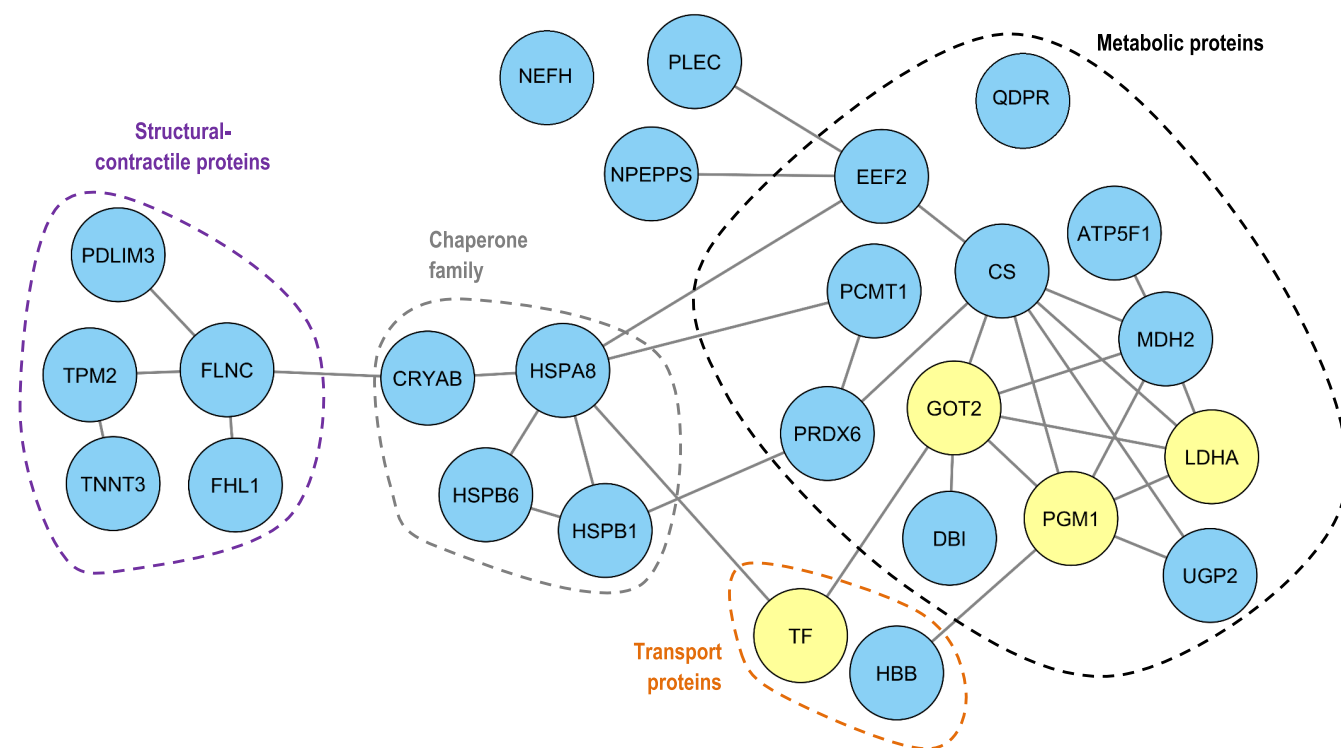 Metabolic proteins
NEFH
PLEC
QDPR
Structural-
contractile proteins
NPEPPS
EEF2
PDLIM3
Chaperone
family
PCMT1
CS
ATP5F1
MDH2
TPM2
FLNC
CRYAB
HSPA8
GOT2
PRDX6
LDHA
TNNT3
FHL1
HSPB6
HSPB1
DBI
PGM1
UGP2
TF
HBB
Transport
proteins